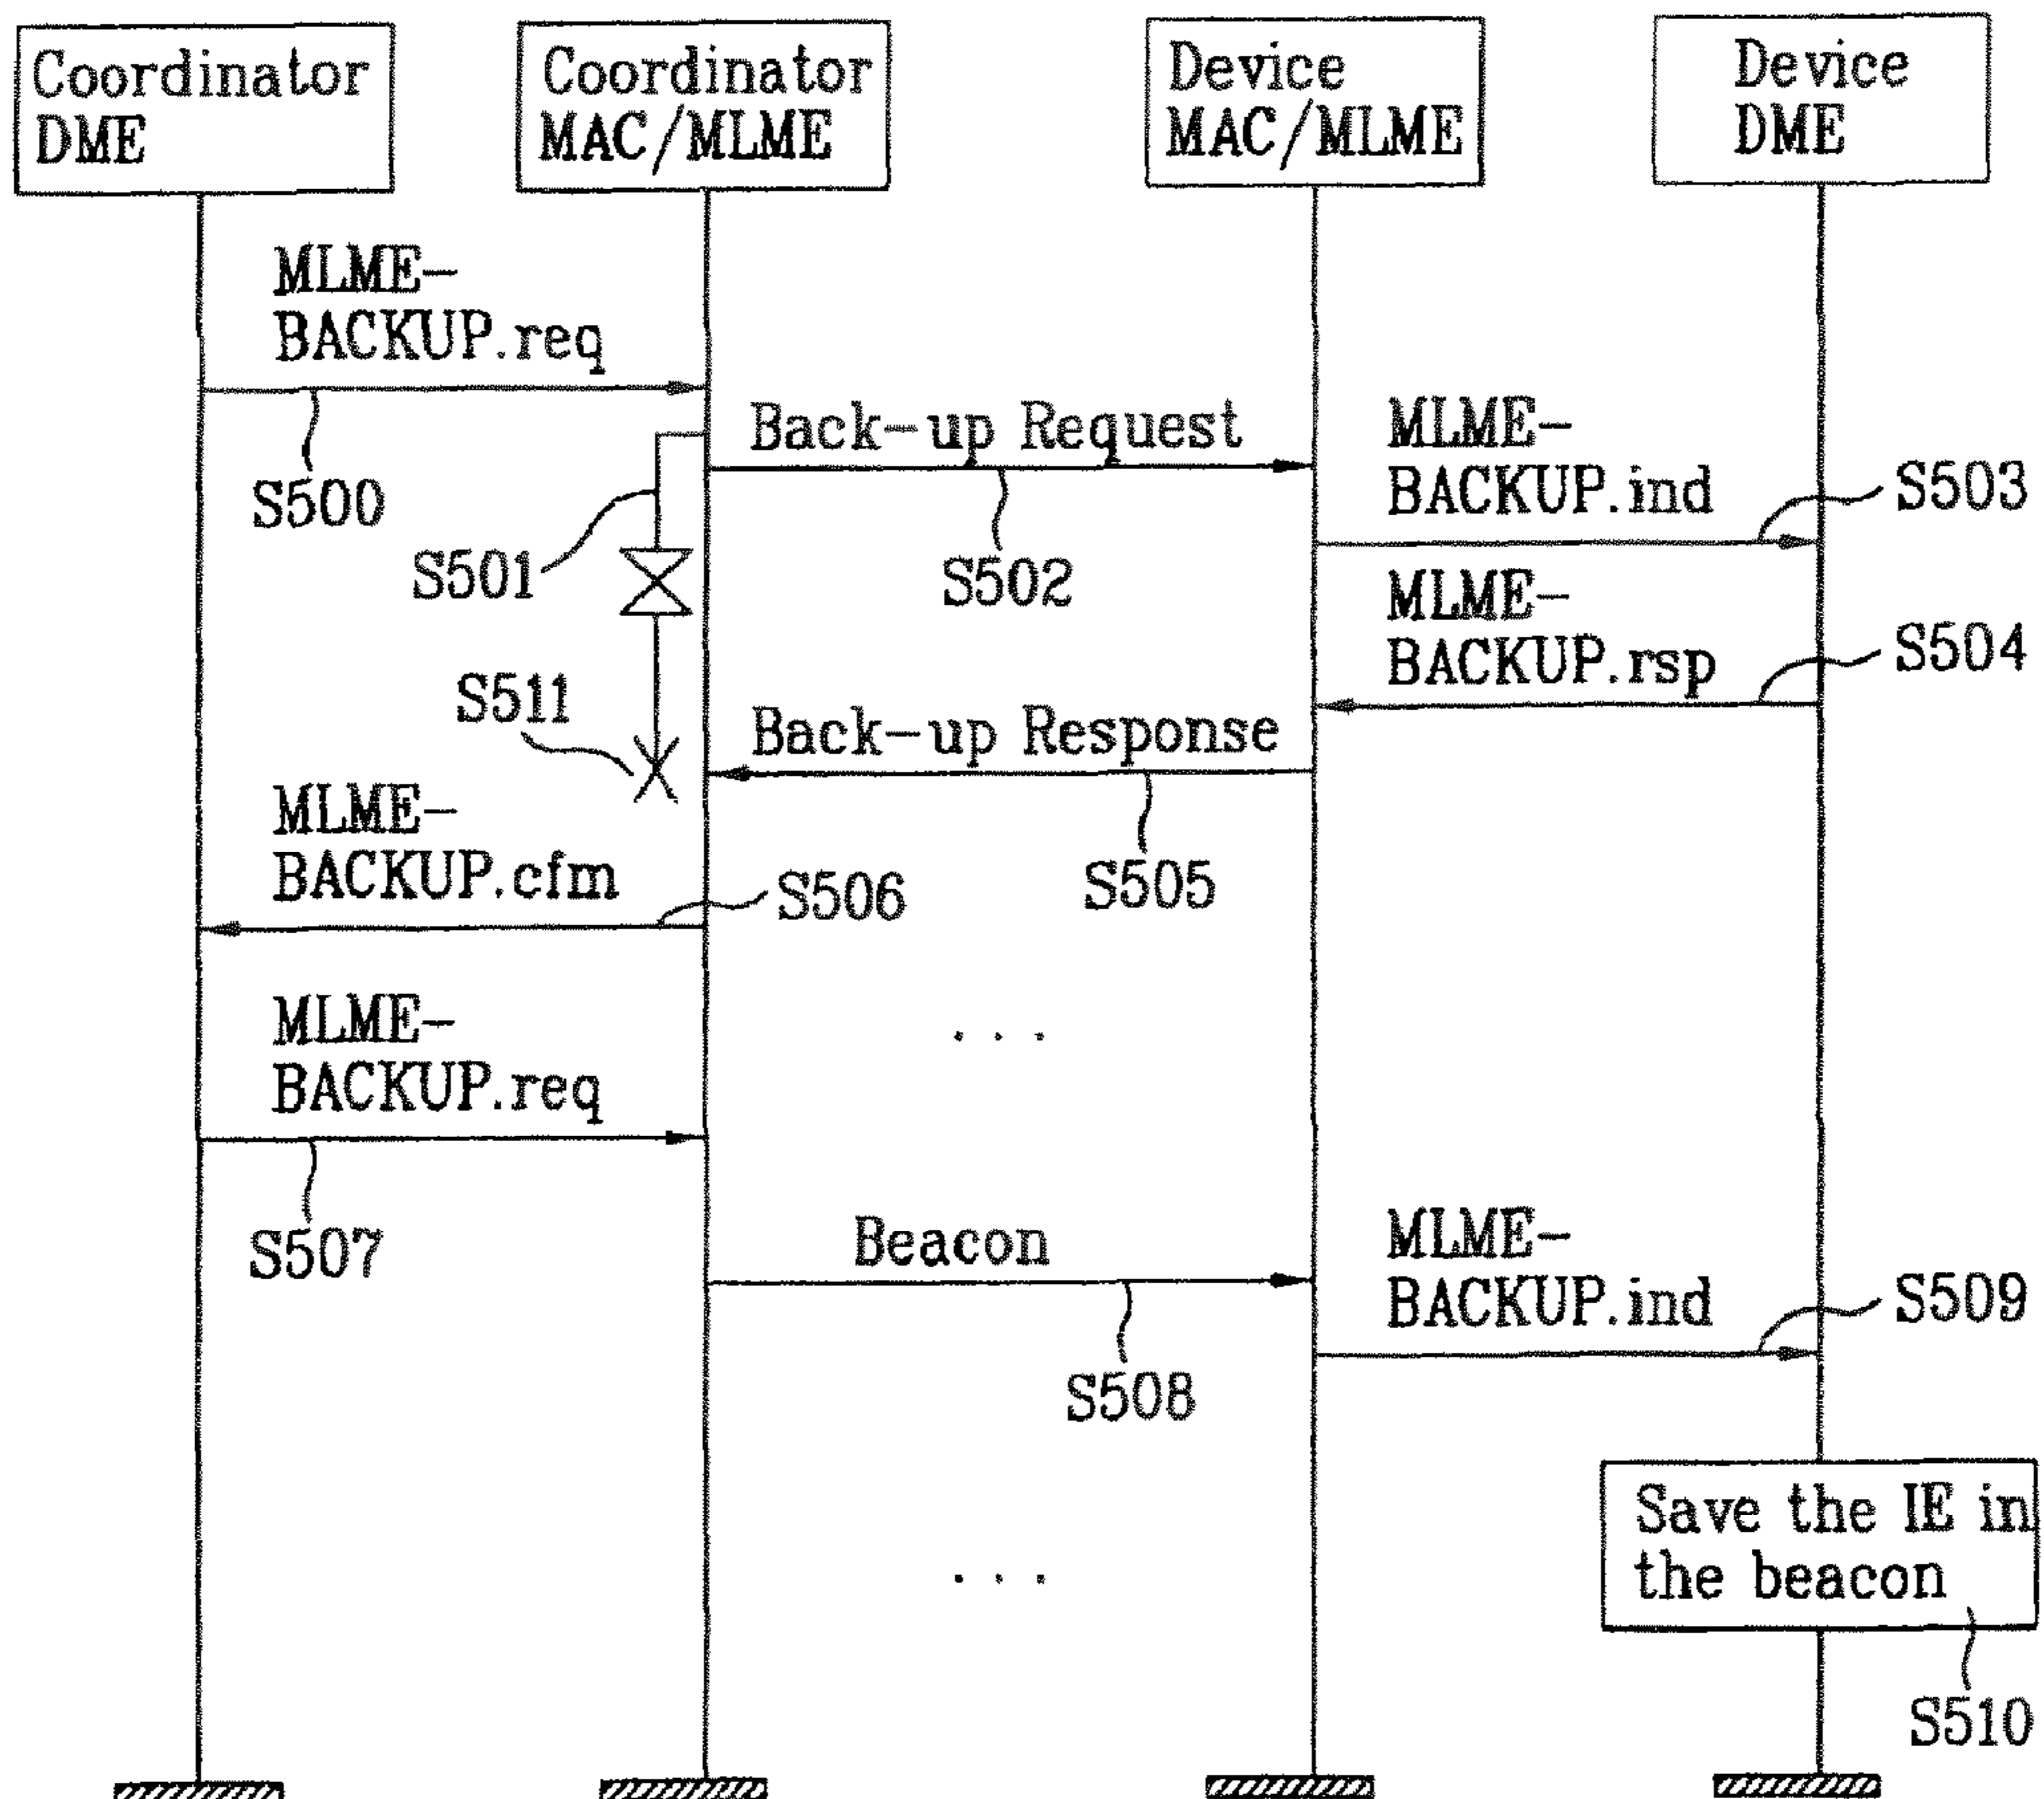 Coordinator
DME
Coordinator
MAC/MLME
Device
MAC/MLME
Device
DME
MLME-
BACKUP.req
S500
S501
Back-up Request
S502
MLME-
BACKUP.ind
S503
MLME-
BACKUP.rsp
S504
S511
Back-up Response
S505
MLME-
BACKUP.cfm
S506
MLME-
BACKUP.req
. . .
S507
Beacon
S508
MLME-
BACKUP.ind
S509
. . .
Save the IE in
the beacon
S510